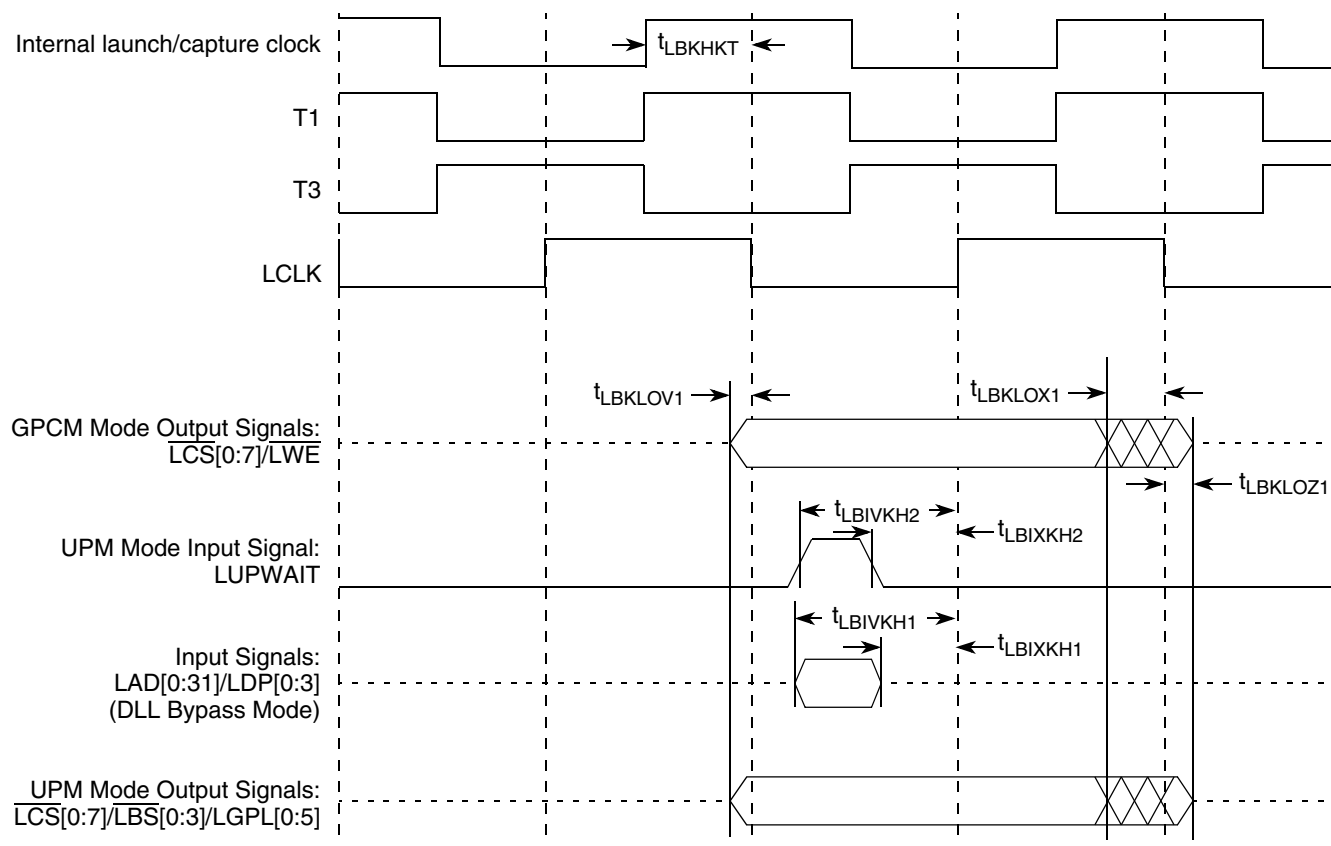 Internal launch/capture clock
tLBKHKT
T1
T3
LCLK
tLBKLOV1
tLBKLOX1
GPCM Mode Output Signals:
LCS[0:7]/LWE
tLBKLOZ1
tLBIVKH2
tLBIXKH2
UPM Mode Input Signal:
LUPWAIT
tLBIVKH1
tLBIXKH1
Input Signals:
LAD[0:31]/LDP[0:3]
(DLL Bypass Mode)
UPM Mode Output Signals:
LCS[0:7]/LBS[0:3]/LGPL[0:5]